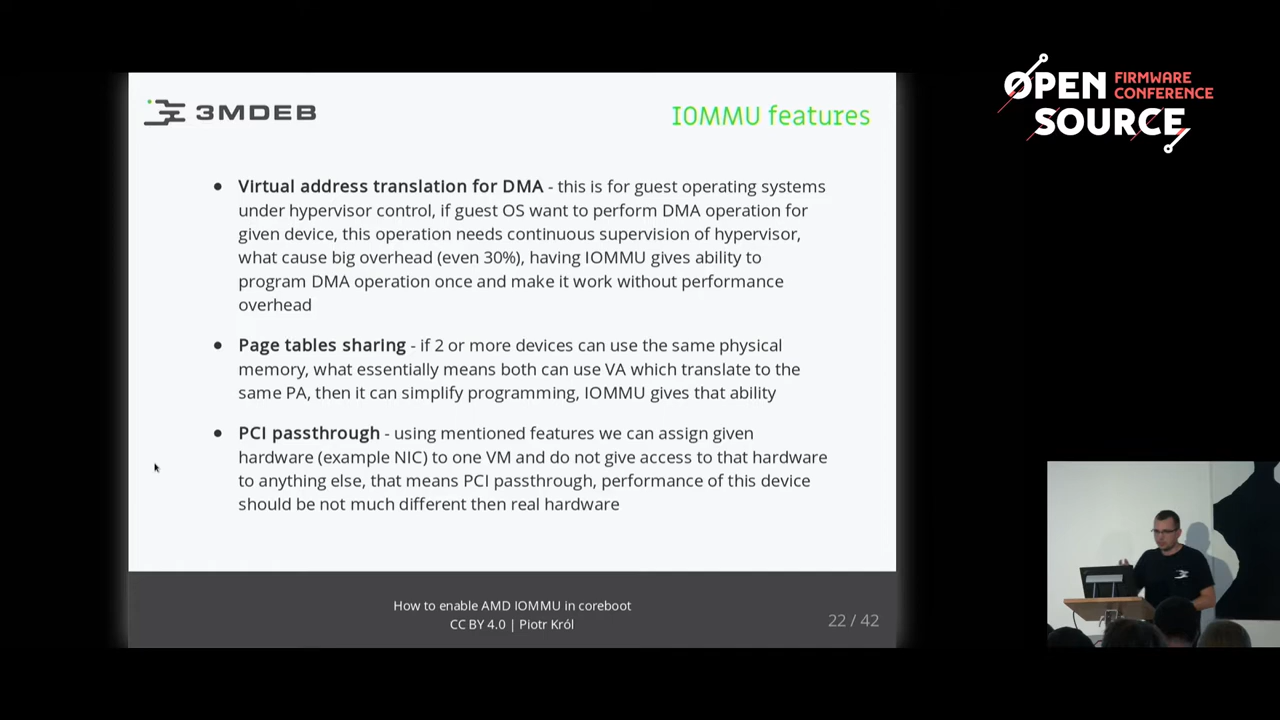 3MDEB
IOMMU features
OPEN FIRMWARE
CONFERENCE
SOURCE
• Virtual address translation for DMA - this is for guest operating systems
under hypervisor control, if guest OS want to perform DMA operation for
given device, this operation needs continuous supervision of hypervisor,
what cause big overhead (even 30%), having IOMMU gives ability to
program DMA operation once and make it work without performance
overhead
• Page tables sharing - if 2 or more devices can use the same physical
memory, what essentially means both can use VA which translate to the
same PA, then it can simplify programming, IOMMU gives that ability
• PCI passthrough - using mentioned features we can assign given
hardware (example NIC) to one VM and do not give access to that hardware
to anything else, that means PCI passthrough, performance of this device
should be not much different then real hardware
How to enable AMD IOMMU in coreboot
CC BY 4.0 | Piotr Król
22 / 42